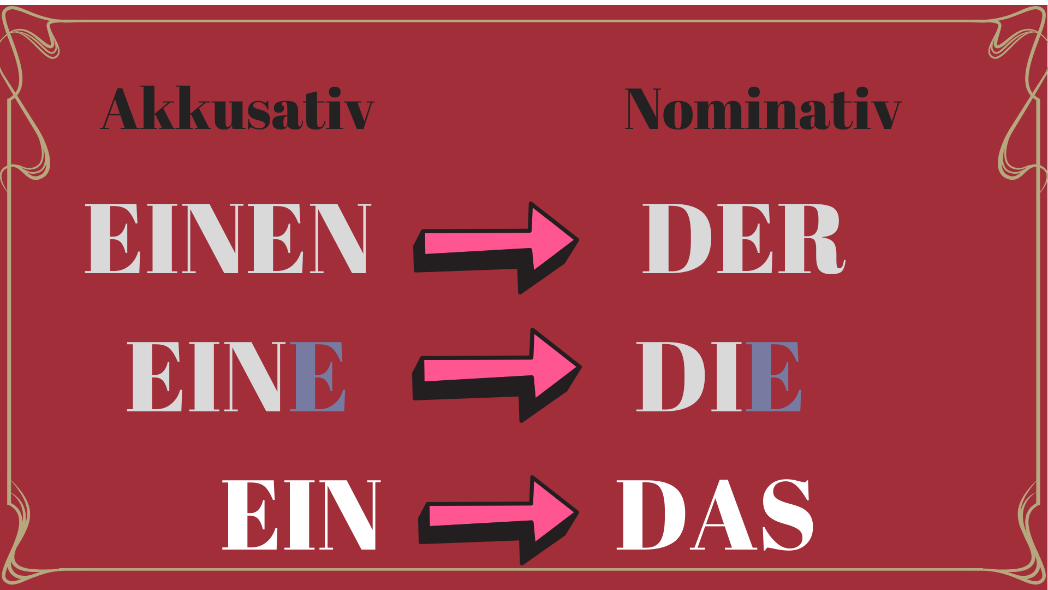 Akkusativ Nominativ
EINEN DER
EINE DIE
EIN DAS